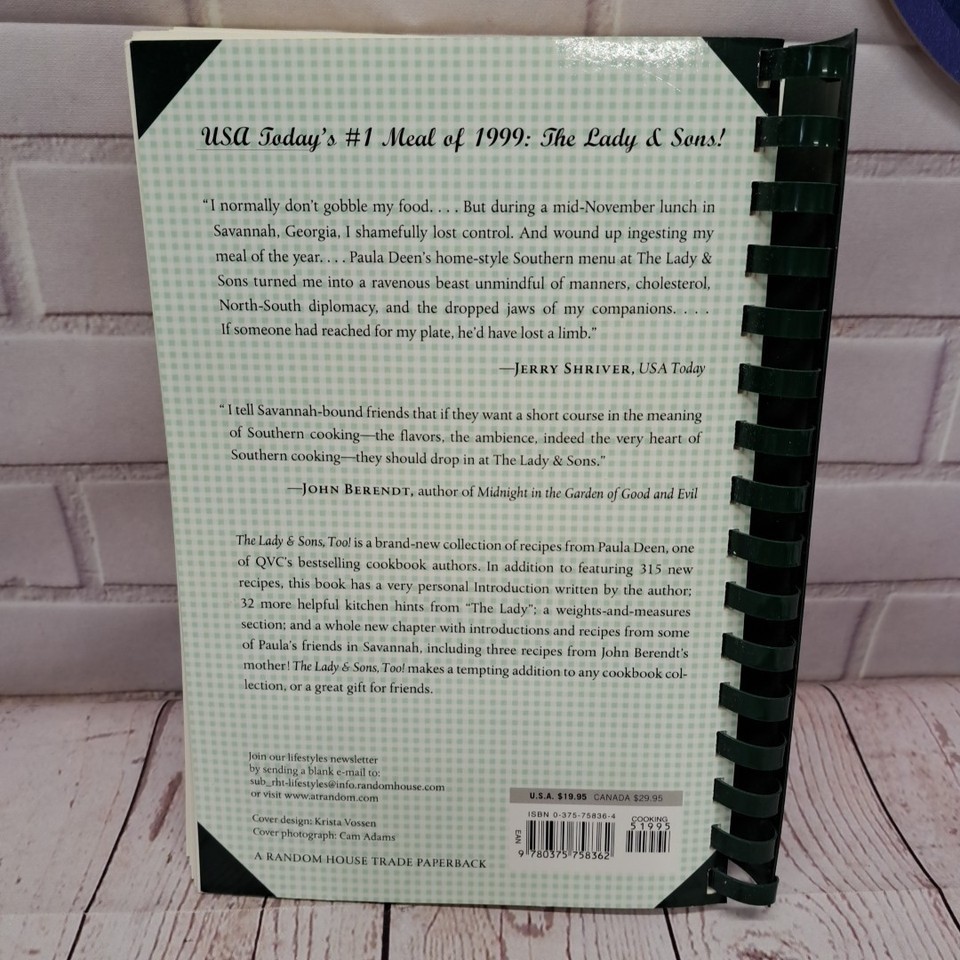 USA Today's #1 Meal of 1999: The Lady & Sons!
“I normally don't gobble my food. . . . But during a mid-November lunch in
Savannah, Georgia, I shamefully lost control. And wound up ingesting my
meal of the year. . . . Paula Deen's home-style Southern menu at The Lady &
Sons turned me into a ravenous beast unmindful of manners, cholesterol,
North-South diplomacy, and the dropped jaws of my companions. . . .
If someone had reached for my plate, he'd have lost a limb.”
—JERRY SHRIVER, USA Today
“I tell Savannah-bound friends that if they want a short course in the meaning
of Southern cooking—the flavors, the ambience, indeed the very heart of
Southern cooking—they should drop in at The Lady & Sons.”
—JOHN BERENDT, author of Midnight in the Garden of Good and Evil
The Lady & Sons, Too! is a brand-new collection of recipes from Paula Deen, one
of QVC's bestselling cookbook authors. In addition to featuring 315 new
recipes, this book has a very personal Introduction written by the author;
32 more helpful kitchen hints from “The Lady”; a weights-and-measures
section; and a whole new chapter with introductions and recipes from some
of Paula's friends in Savannah, including three recipes from John Berendt's
mother! The Lady & Sons, Too! makes a tempting addition to any cookbook col-
lection, or a great gift for friends.
Join our lifestyles newsletter
by sending a blank e-mail to:
sub_rht-lifestyles@info.randomhouse.com
or visit www.atrandom.com
Cover design: Krista Vossen
Cover photograph: Cam Adams
A RANDOM HOUSE TRADE PAPERBACK
U.S.A. $19.95 CANADA $29.95
ISBN 0-375-75836-4
COOKING
51995
EAN
9 780375 758362